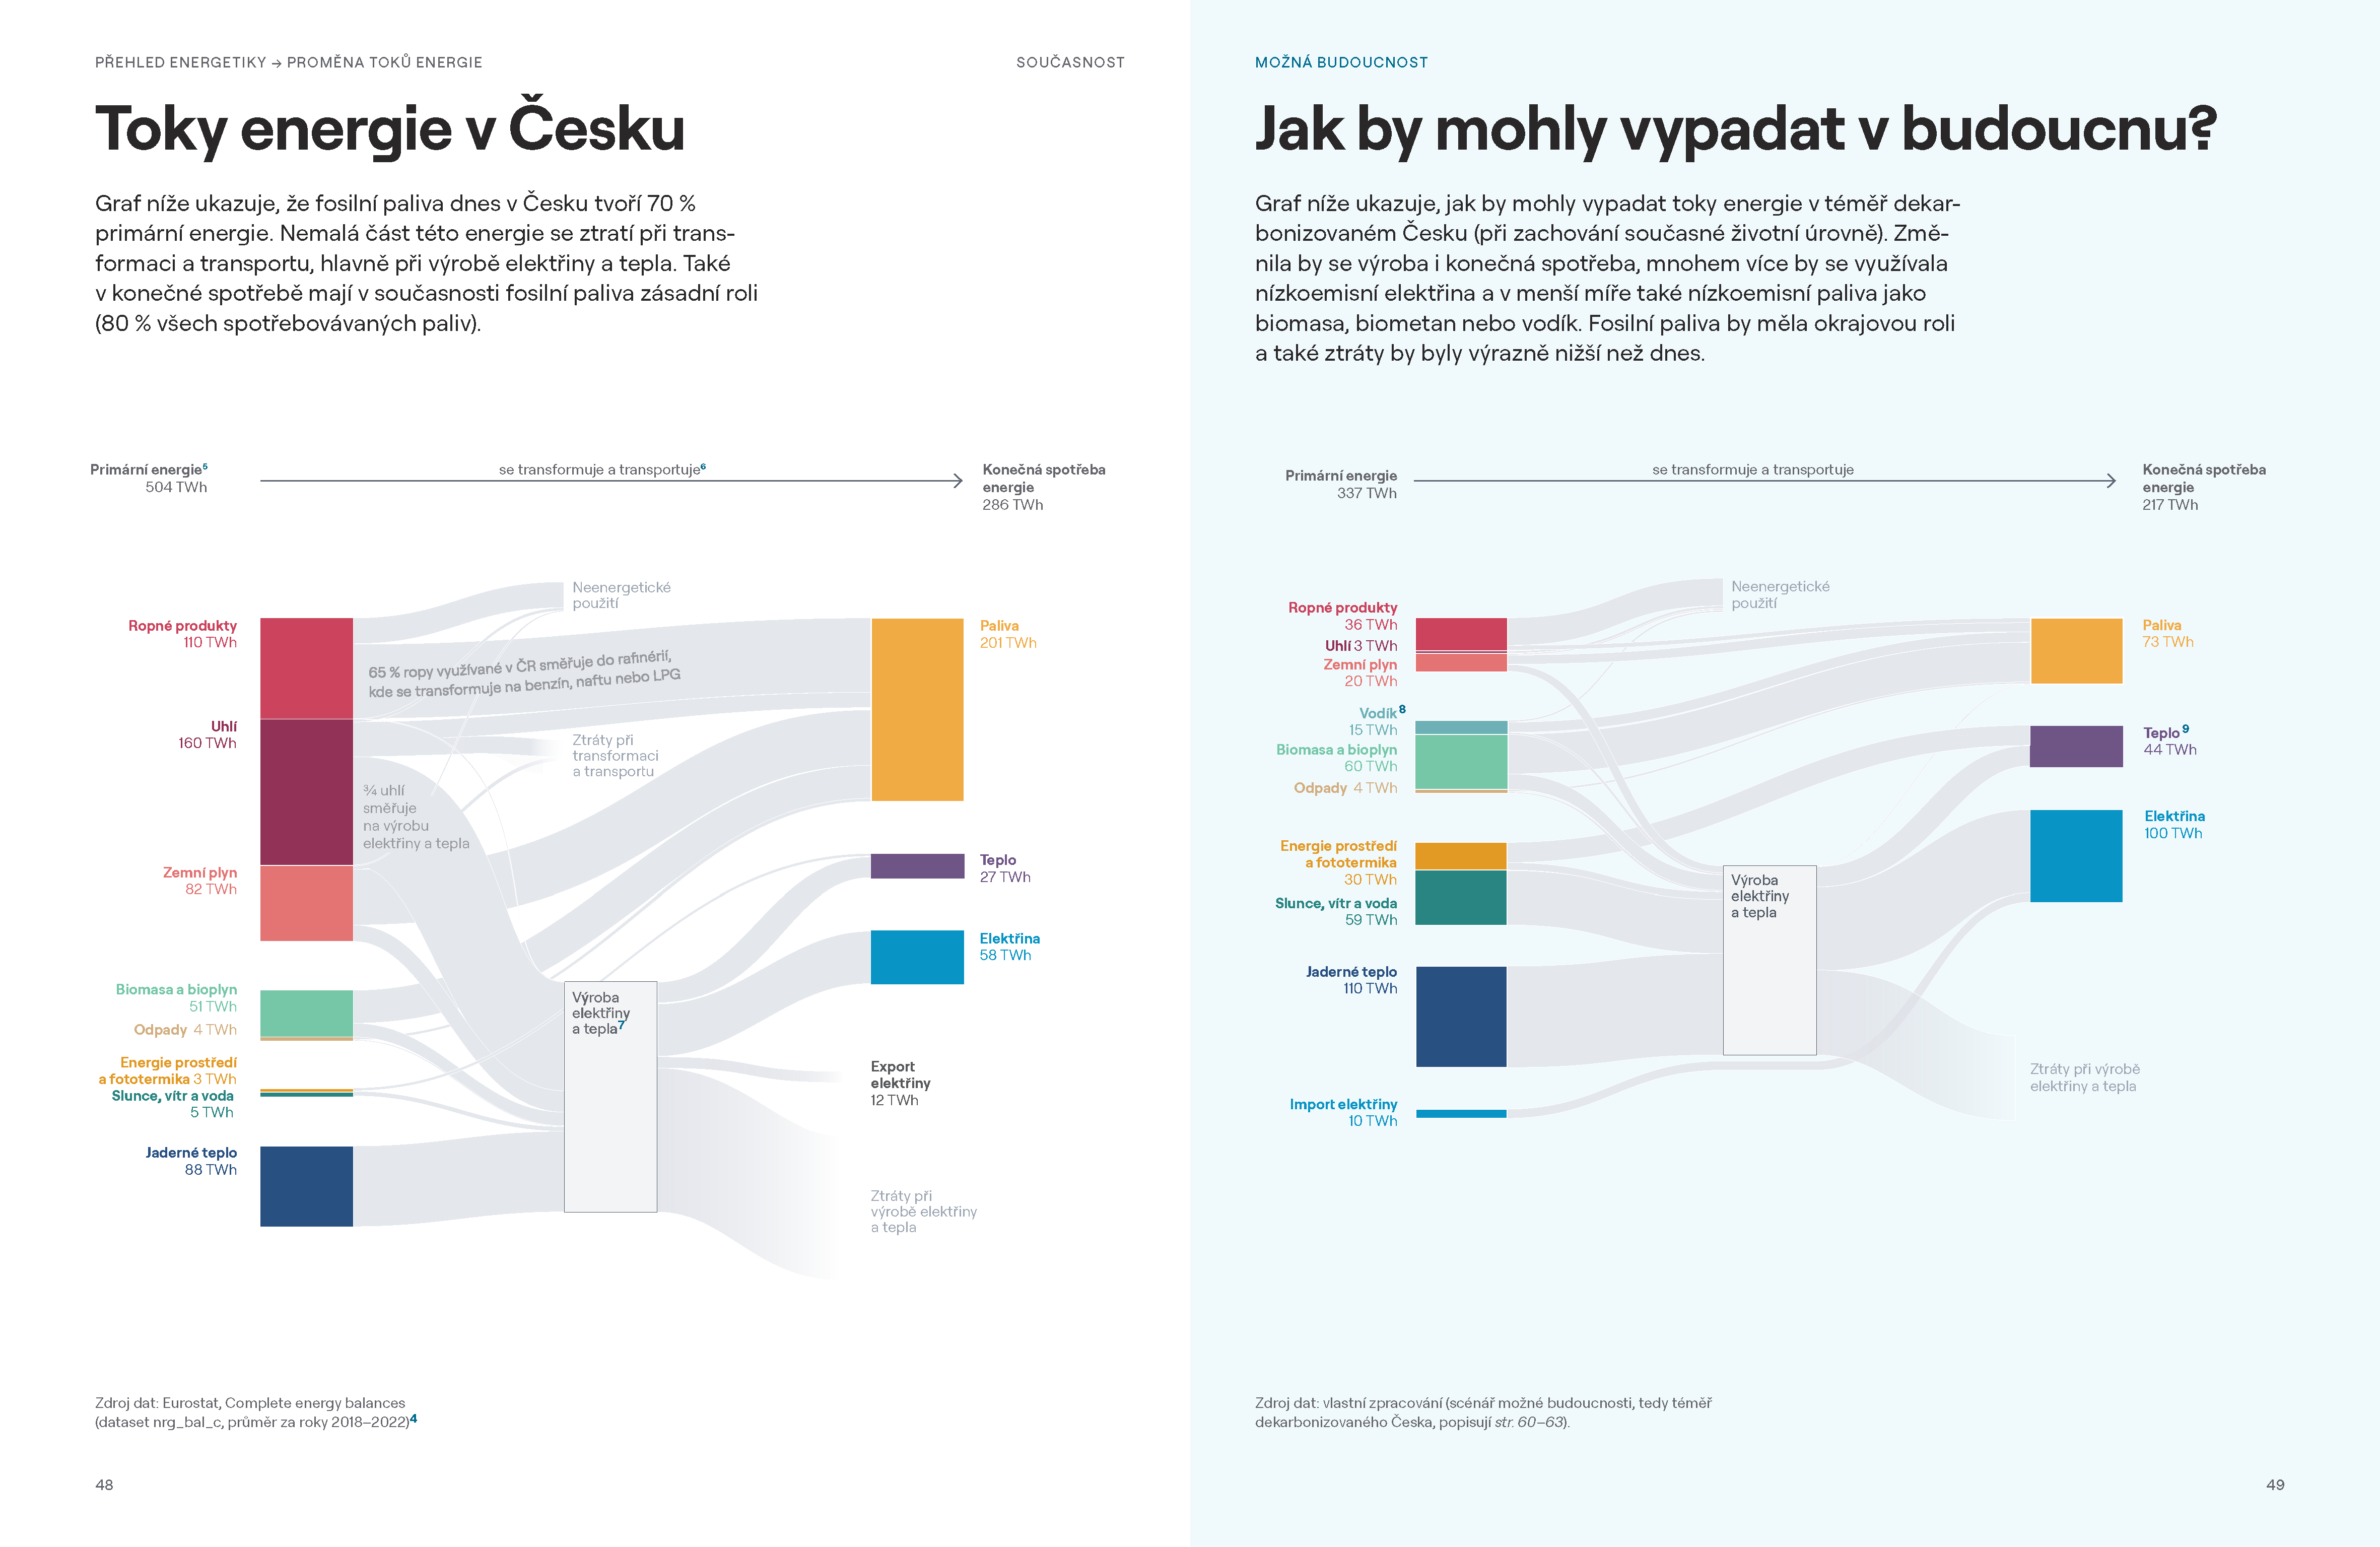 PŘEHLED ENERGETIKY → PROMĚNA TOKŮ ENERGIE
SOUČASNOST
Toky energie v Česku
Graf níže ukazuje, že fosilní paliva dnes v Česku tvoří 70 %
primární energie. Nemalá část této energie se ztratí při trans-
formaci a transportu, hlavně při výrobě elektřiny a tepla. Také
v konečné spotřebě mají v současnosti fosilní paliva zásadní roli
(80 % všech spotřebovávaných paliv).
Primární energie5
504 TWh
se transformuje a transportuje6
Konečná spotřeba
energie
286 TWh
Neenergetické
použití
Ropné produkty
110 TWh
65 % ropy využívané v ČR směřuje do rafinérií,
kde se transformuje na benzín, naftu nebo LPG
Paliva
201 TWh
Uhlí
160 TWh
Ztráty při
transformaci
a transportu
¾ uhlí
směřuje
na výrobu
elektřiny a tepla
Zemní plyn
82 TWh
Teplo
27 TWh
Elektřina
58 TWh
Biomasa a bioplyn
51 TWh
Odpady 4 TWh
Výroba
elektřiny
a tepla7
Energie prostředí
a fototermika 3 TWh
Slunce, vítr a voda
5 TWh
Export
elektřiny
12 TWh
Jaderné teplo
88 TWh
Ztráty při
výrobě elektřiny
a tepla
Zdroj dat: Eurostat, Complete energy balances
(dataset nrg_bal_c, průměr za roky 2018–2022)4
48
MOŽNÁ BUDOUCNOST
Jak by mohly vypadat v budoucnu?
Graf níže ukazuje, jak by mohly vypadat toky energie v téměř dekar-
bonizovaném Česku (při zachování současné životní úrovně). Změ-
nila by se výroba i konečná spotřeba, mnohem více by se využívala
nízkoemisní elektřina a v menší míře také nízkoemisní paliva jako
biomasa, biometan nebo vodík. Fosilní paliva by měla okrajovou roli
a také ztráty by byly výrazně nižší než dnes.
Primární energie
337 TWh
se transformuje a transportuje
Konečná spotřeba
energie
217 TWh
Neenergetické
použití
Ropné produkty
36 TWh
Uhlí 3 TWh
Zemní plyn
20 TWh
Paliva
73 TWh
Vodík8
15 TWh
Biomasa a bioplyn
60 TWh
Odpady 4 TWh
Teplo9
44 TWh
Elektřina
100 TWh
Energie prostředí
a fototermika
30 TWh
Slunce, vítr a voda
59 TWh
Výroba
elektřiny
a tepla
Jaderné teplo
110 TWh
Ztráty při výrobě
elektřiny a tepla
Import elektřiny
10 TWh
Zdroj dat: vlastní zpracování (scénář možné budoucnosti, tedy téměř
dekarbonizovaného Česka, popisují str. 60–63).
49